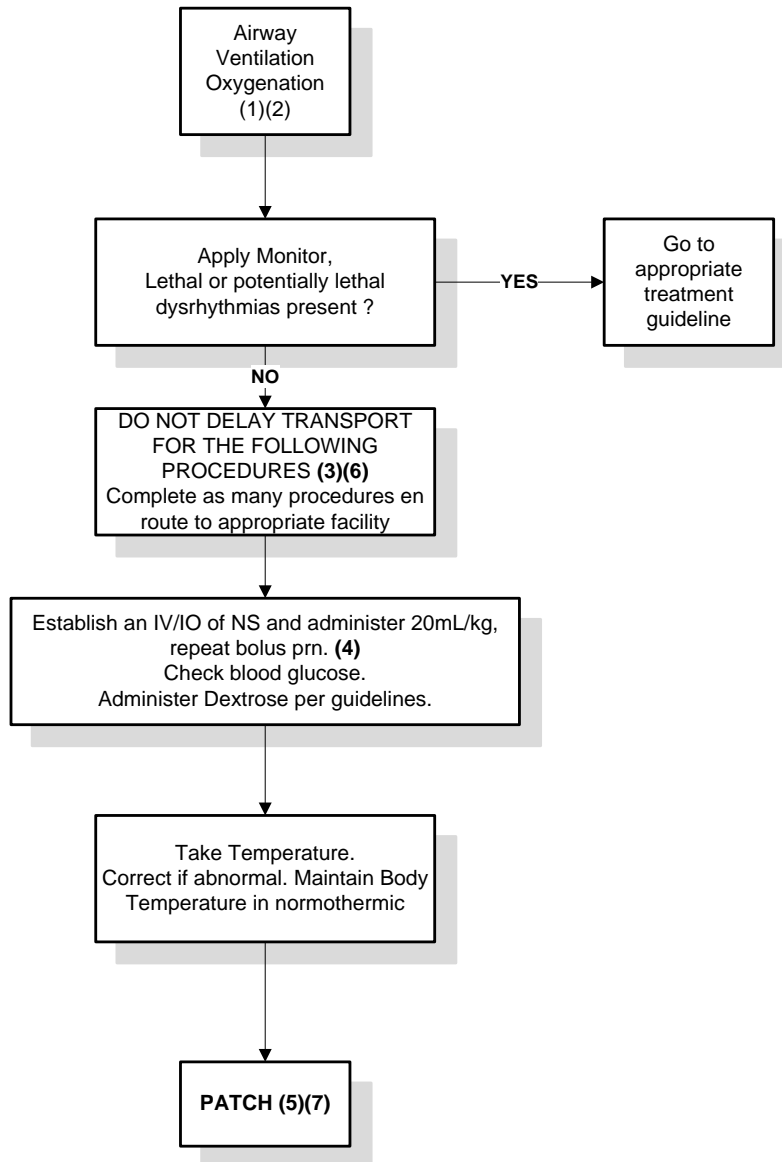 Airway
Ventilation
Oxygenation
(1)(2)
Apply Monitor,
Lethal or potentially lethal
dysrhythmias present ?
YES
Go to
appropriate
treatment
guideline
NO
DO NOT DELAY TRANSPORT
FOR THE FOLLOWING
PROCEDURES (3)(6)
Complete as many procedures en
route to appropriate facility
Establish an IV/IO of NS and administer 20mL/kg,
repeat bolus prn. (4)
Check blood glucose.
Administer Dextrose per guidelines.
Take Temperature.
Correct if abnormal. Maintain Body
Temperature in normothermic
PATCH (5)(7)